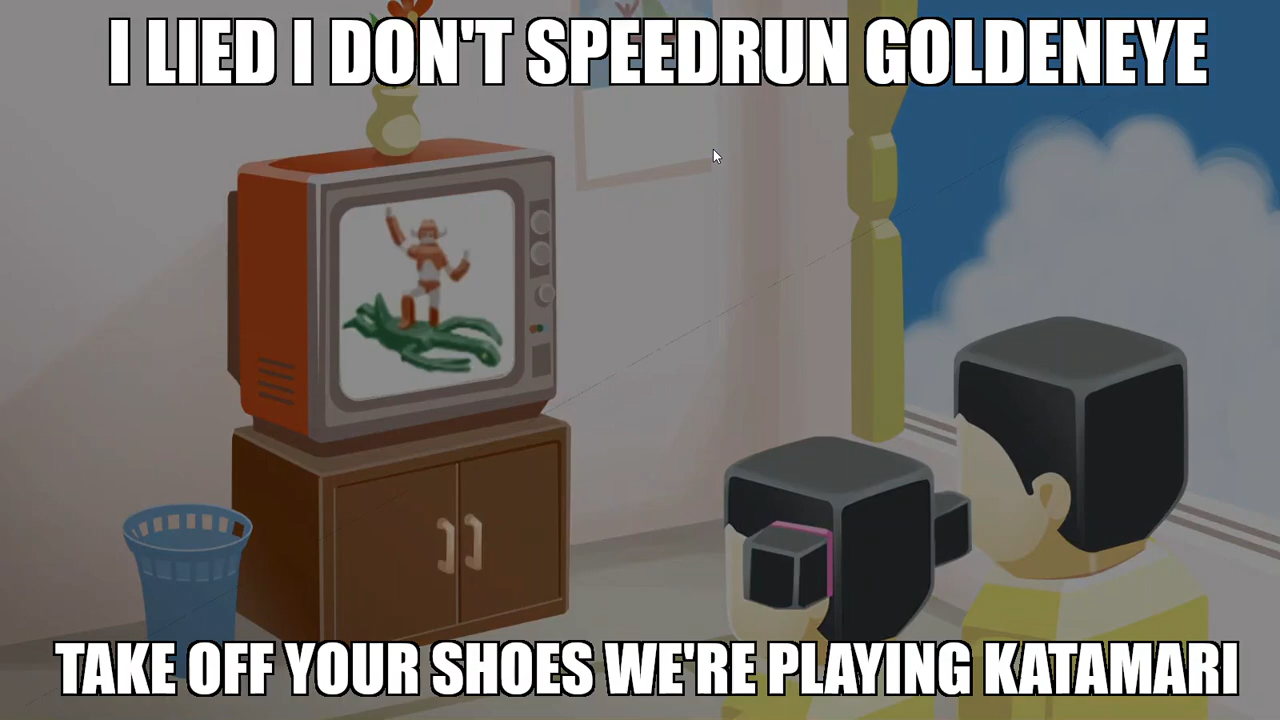 I LIED I DON'T SPEEDRUN GOLDENEYE
TAKE OFF YOUR SHOES WE'RE PLAYING KATAMARI